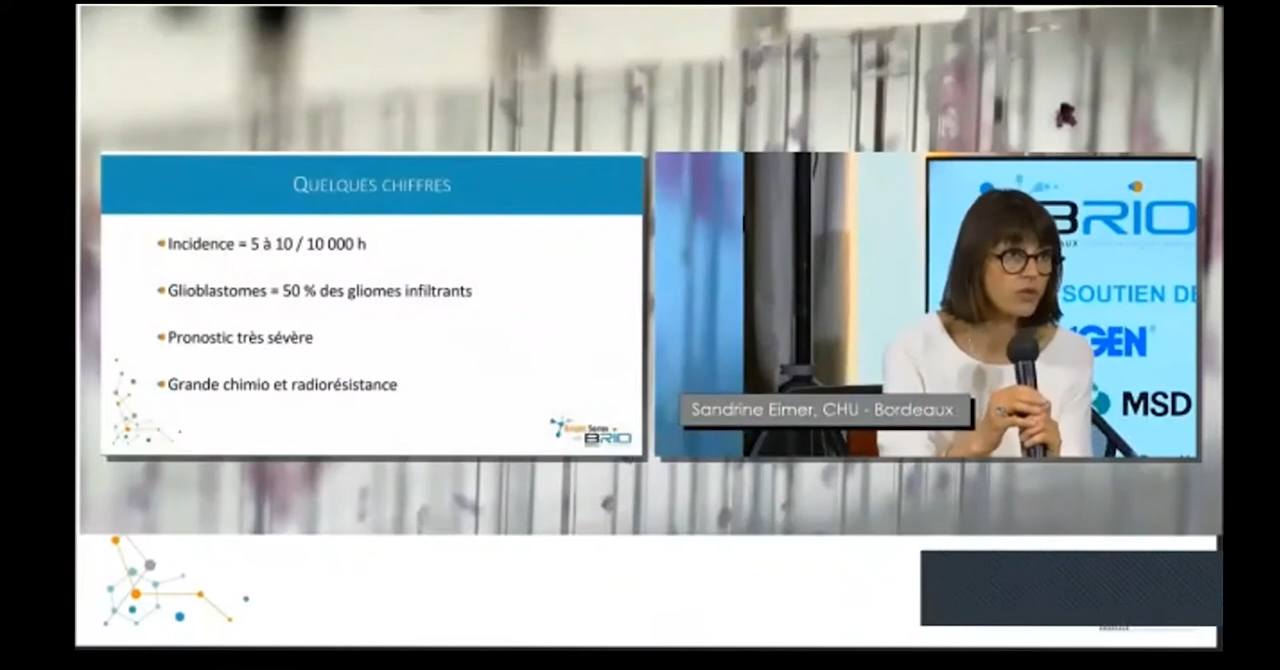 QUELQUES CHIFFRES
Incidence = 5 à 10 / 10 000 h
Glioblastomes = 50 % des gliomes infiltrants
Pronostic très sévère
Grande chimio et radiorésistance
BRIO
BRIO
SOUTIEN DE
GEN
MSD
Sandrine Eimer, CHU - Bordeaux